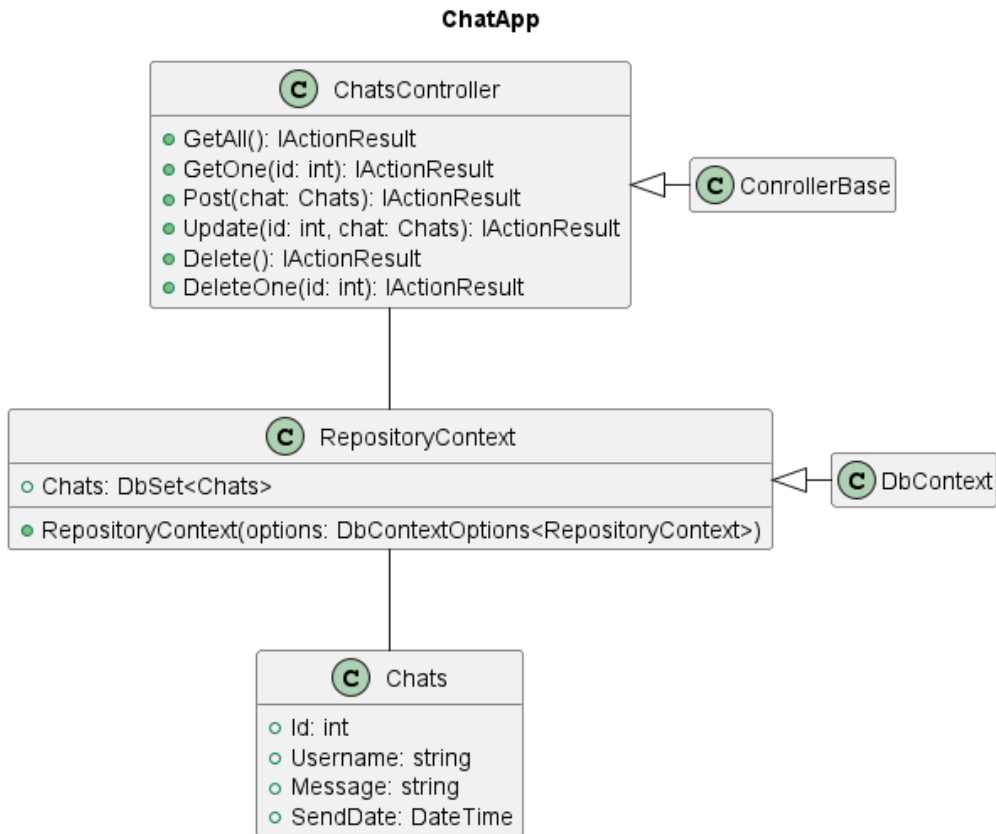 ChatApp
C ChatsController
GetAll(): IActionResult
GetOne(id: int): IActionResult
Post(chat: Chats): IActionResult
Update(id: int, chat: Chats): IActionResult
Delete(): IActionResult
DeleteOne(id: int): IActionResult
C ConrollerBase
C RepositoryContext
Chats: DbSet<Chats>
RepositoryContext(options: DbContextOptions<RepositoryContext>)
C DbContext
C Chats
Id: int
Username: string
Message: string
SendDate: DateTime